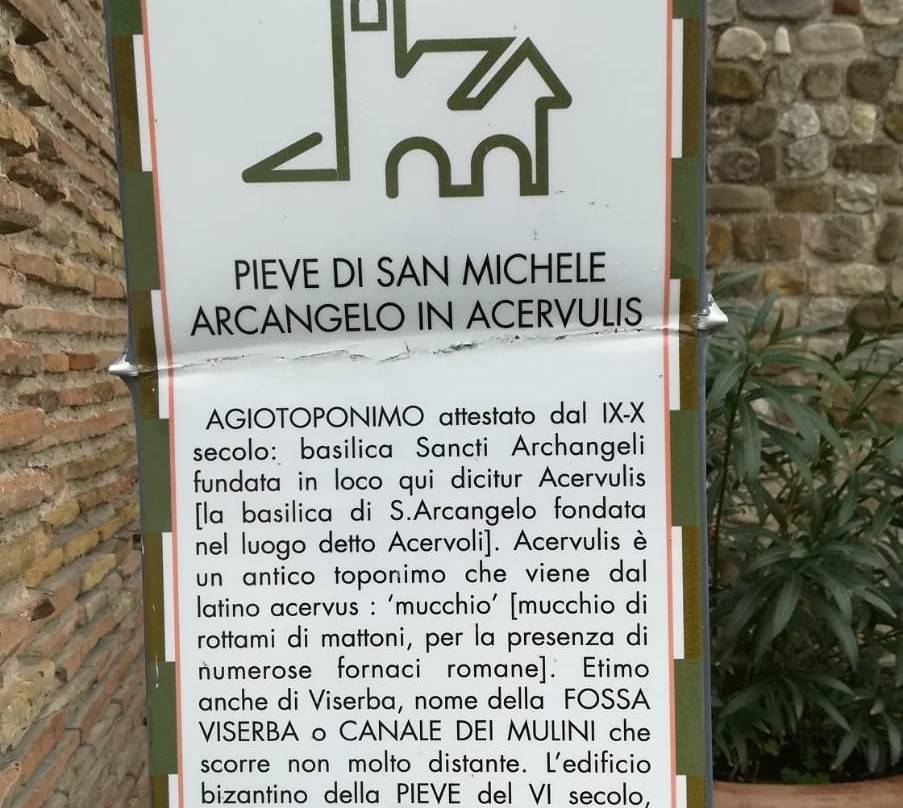 PIEVE DI SAN MICHELE
ARCANGELO IN ACERVULIS
AGIOTOPONIMO attestato dal IX-X
secolo: basilica Sancti Archangeli
fundata in loco qui dicitur Acervulis
[la basilica di S.Arcangelo fondata
nel luogo detto Acervoli]. Acervulis è
un antico toponimo che viene dal
latino acervus : ‘mucchio’ [mucchio di
rottami di mattoni, per la presenza di
numerose fornaci romane]. Etimo
anche di Viserba, nome della FOSSA
VISERBA o CANALE DEI MULINI che
scorre non molto distante. L’edificio
bizantino della PIEVE del VI secolo,